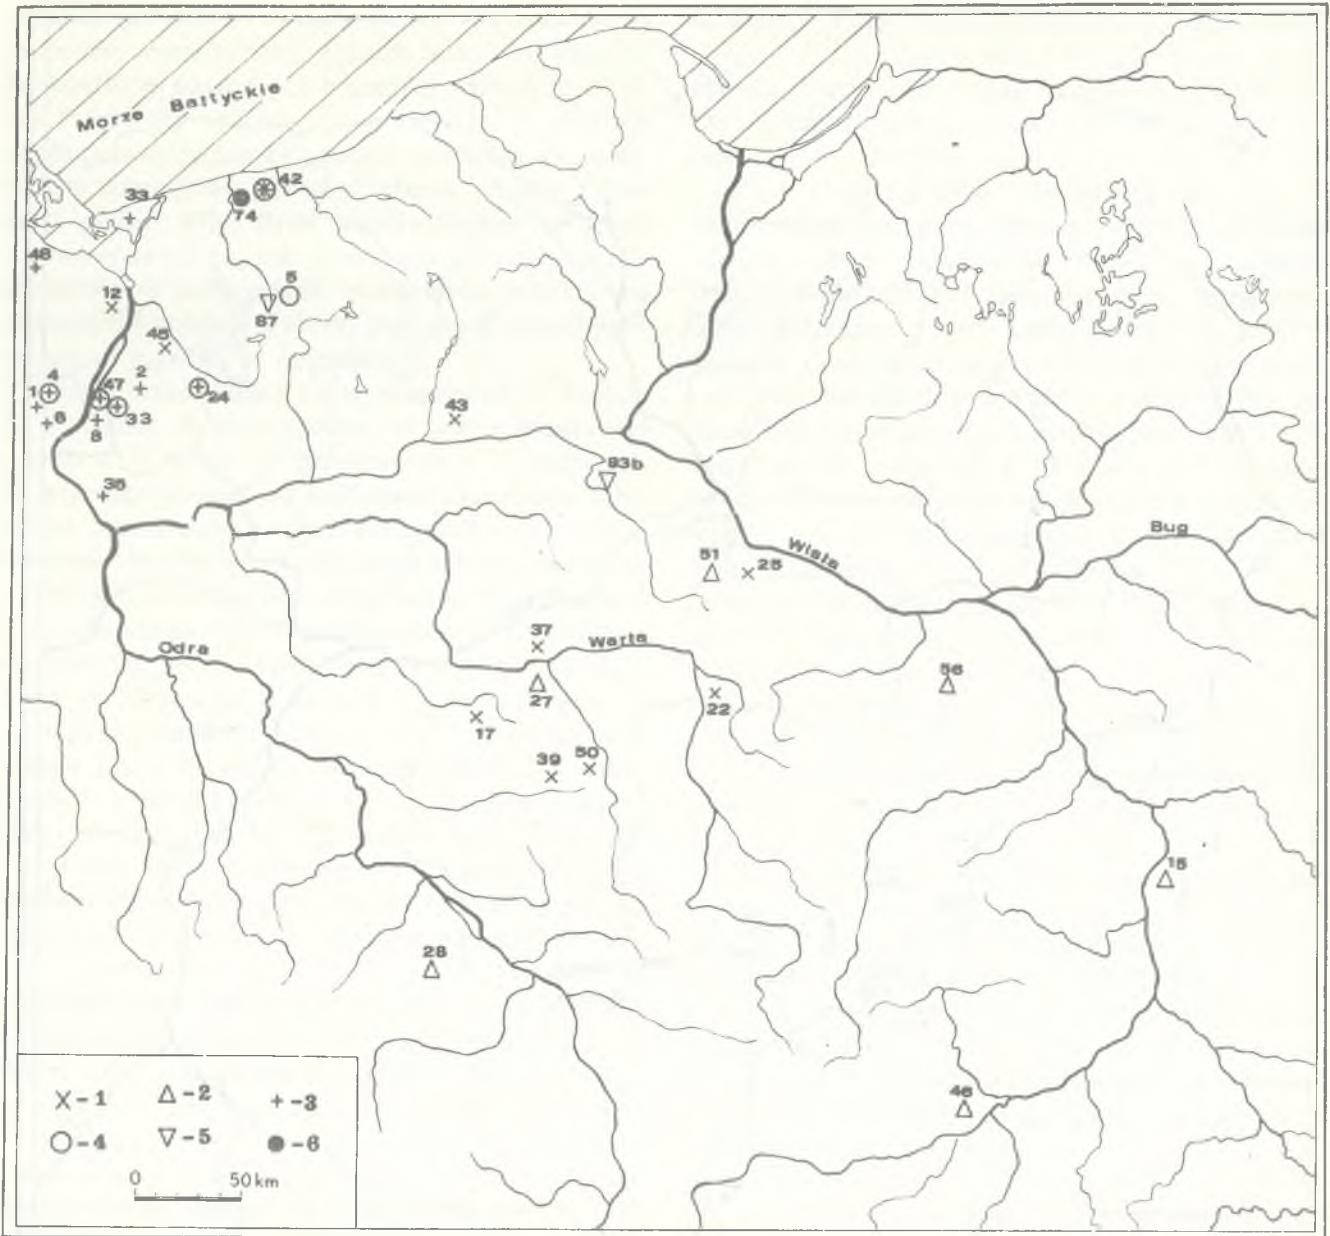 Morze Bałtyckie
42
33
74
48
5
12
87
45
4
47
2
1
24
33
6
8
43
93b
35
Bug
51
Wisła
25
37
Warta
Odra
56
27
22
17
50
39
15
28
46
× - 1
△ - 2
+ - 3
○ - 4
▽ - 5
● - 6
0 50 km